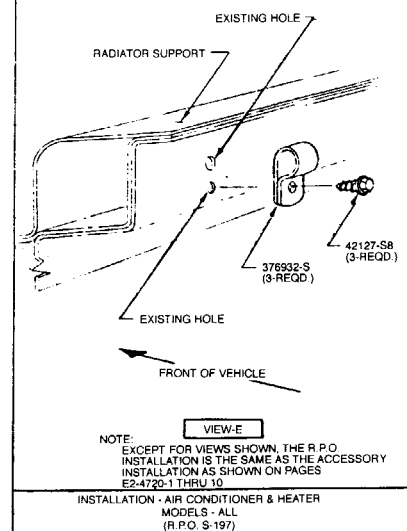 EXISTING HOLE
RADIATOR SUPPORT
42127-S8
(3-REQD.)
376932-S
(3-REQD.)
EXISTING HOLE
FRONT OF VEHICLE
VIEW-E
NOTE:
EXCEPT FOR VIEWS SHOWN, THE R.P.O
INSTALLATION IS THE SAME AS THE ACCESSORY
INSTALLATION AS SHOWN ON PAGES
E2-4720-1 THRU 10
INSTALLATION - AIR CONDITIONER & HEATER
MODELS - ALL
(R.P.O. S-197)